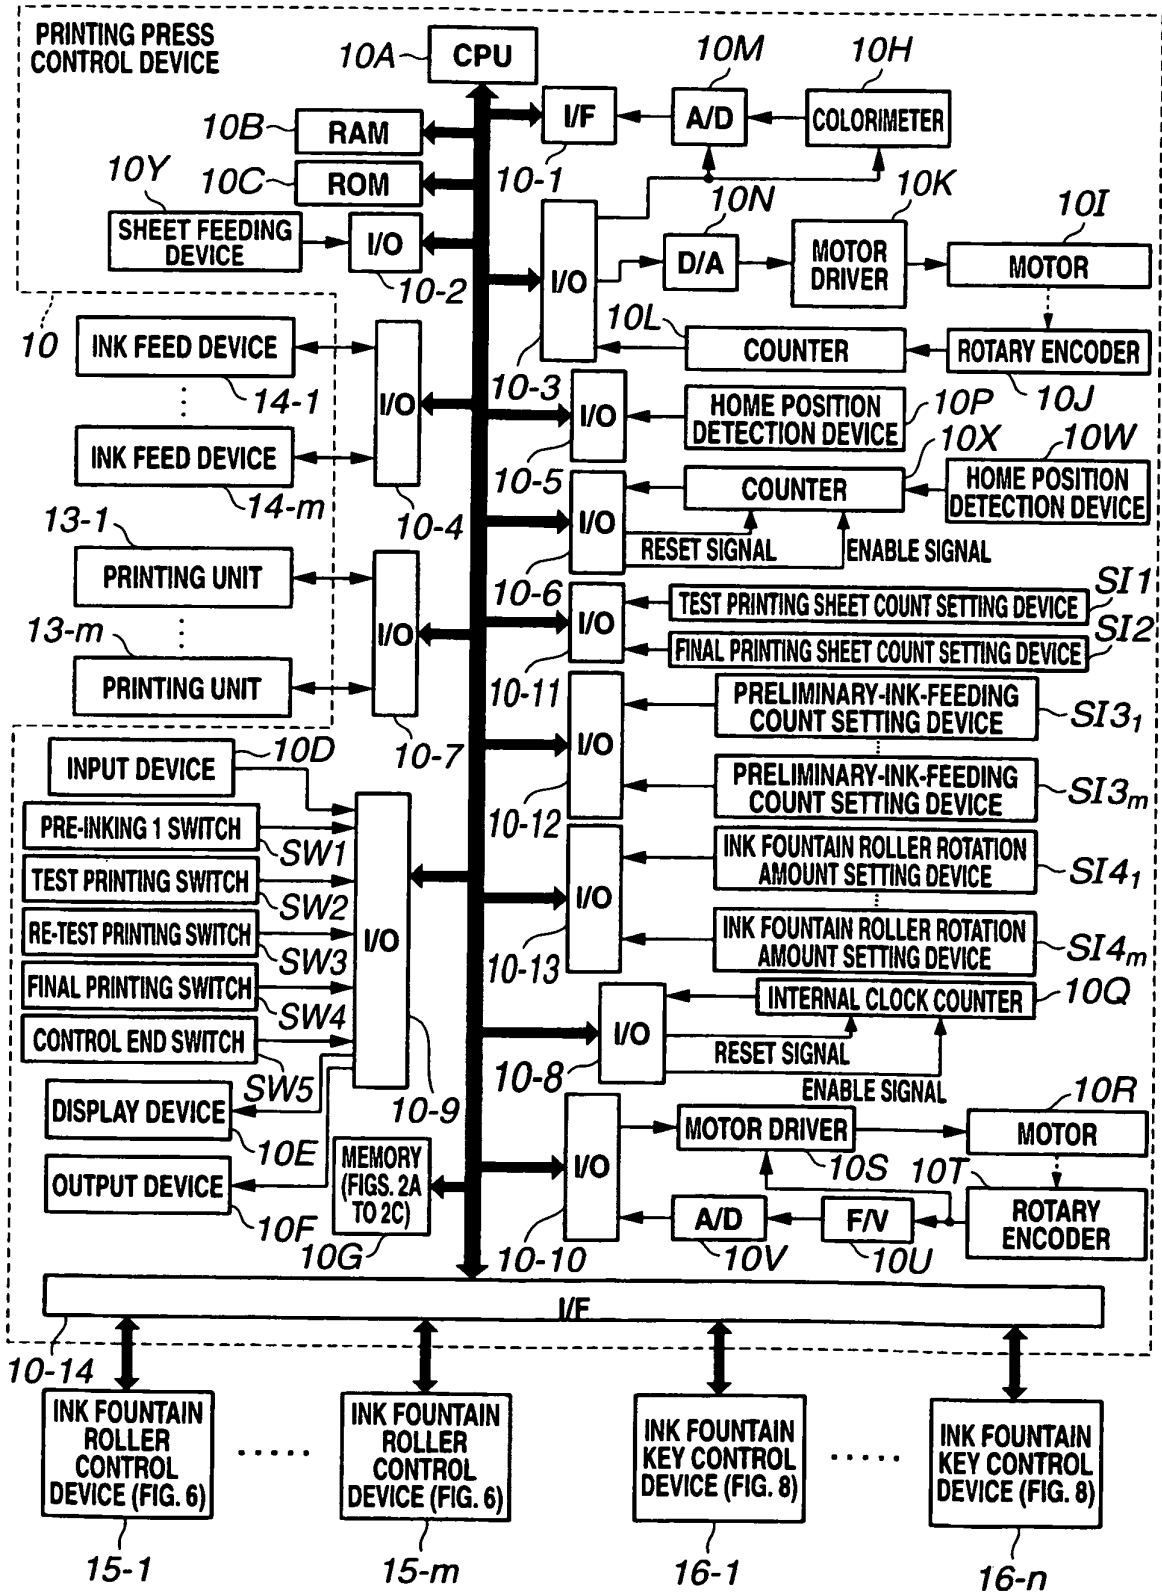 PRINTING PRESS
CONTROL DEVICE
10A
CPU
10M
10H
10B
RAM
I/F
A/D
COLORIMETER
10Y
10C
ROM
10-1
10N
10K
10I
SHEET FEEDING
DEVICE
I/O
10-2
I/O
D/A
MOTOR
DRIVER
MOTOR
10
INK FEED DEVICE
14-1
I/O
10-3
10L
COUNTER
ROTARY ENCODER
10J
INK FEED DEVICE
14-m
10-4
I/O
10-5
HOME POSITION
DETECTION DEVICE
10P
10X
10W
COUNTER
HOME POSITION
DETECTION DEVICE
I/O
10-6
RESET SIGNAL
ENABLE SIGNAL
13-1
PRINTING UNIT
13-m
PRINTING UNIT
I/O
10-7
I/O
10-11
TEST PRINTING SHEET COUNT SETTING DEVICE
SI1
FINAL PRINTING SHEET COUNT SETTING DEVICE
SI2
I/O
10-12
PRELIMINARY-INK-FEEDING
COUNT SETTING DEVICE
SI3₁
PRELIMINARY-INK-FEEDING
COUNT SETTING DEVICE
SI3m
10D
INPUT DEVICE
PRE-INKING 1 SWITCH
SW1
TEST PRINTING SWITCH
SW2
RE-TEST PRINTING SWITCH
SW3
FINAL PRINTING SWITCH
SW4
CONTROL END SWITCH
SW5
I/O
10-9
DISPLAY DEVICE
10E
OUTPUT DEVICE
10F
MEMORY
(FIGS. 2A
TO 2C)
10G
I/O
10-13
INK FOUNTAIN ROLLER ROTATION
AMOUNT SETTING DEVICE
SI4₁
INK FOUNTAIN ROLLER ROTATION
AMOUNT SETTING DEVICE
SI4m
I/O
10-8
INTERNAL CLOCK COUNTER
10Q
RESET SIGNAL
ENABLE SIGNAL
I/O
10-10
MOTOR DRIVER
10S
10R
MOTOR
10T
A/D
10V
F/V
10U
ROTARY
ENCODER
I/F
10-14
INK FOUNTAIN
ROLLER
CONTROL
DEVICE (FIG. 6)
15-1
INK FOUNTAIN
ROLLER
CONTROL
DEVICE (FIG. 6)
15-m
INK FOUNTAIN
KEY CONTROL
DEVICE (FIG. 8)
16-1
INK FOUNTAIN
KEY CONTROL
DEVICE (FIG. 8)
16-n